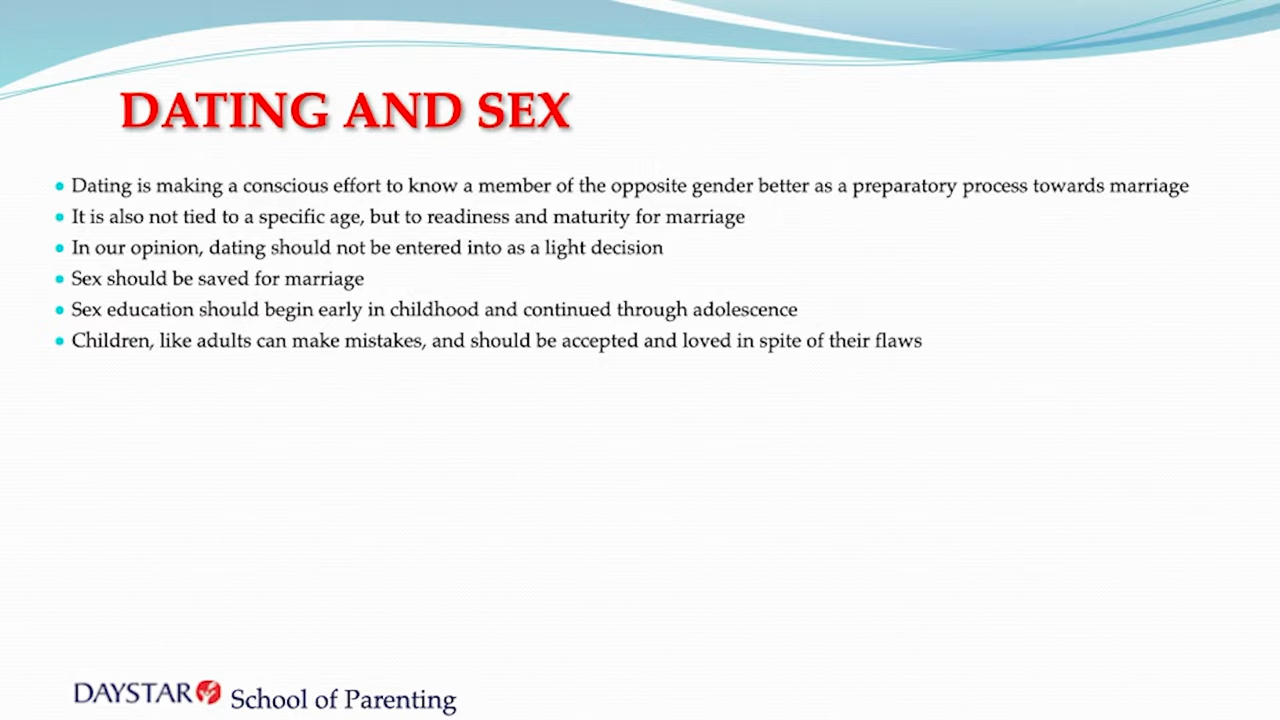 DATING AND SEX
• Dating is making a conscious effort to know a member of the opposite gender better as a preparatory process towards marriage
• It is also not tied to a specific age, but to readiness and maturity for marriage
• In our opinion, dating should not be entered into as a light decision
• Sex should be saved for marriage
• Sex education should begin early in childhood and continued through adolescence
• Children, like adults can make mistakes, and should be accepted and loved in spite of their flaws
DAYSTAR School of Parenting